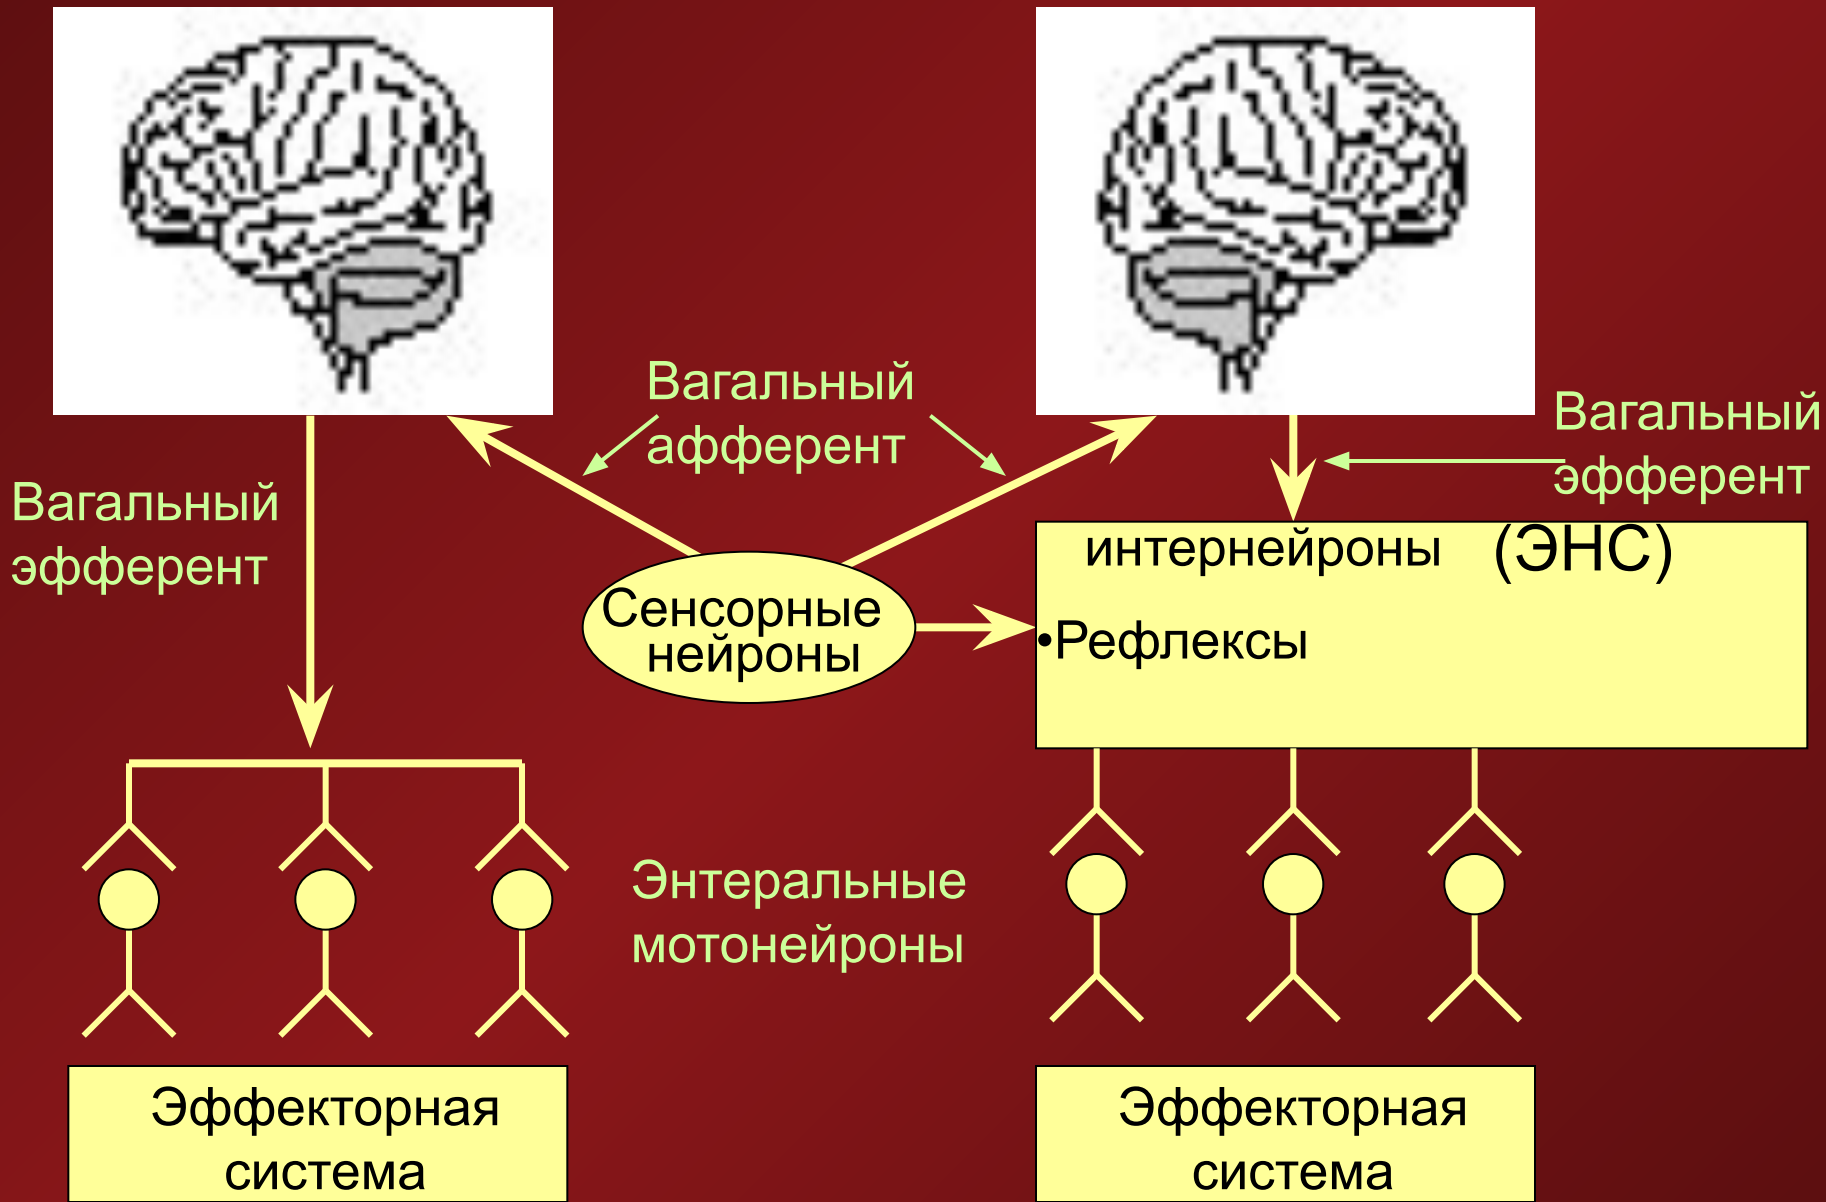 Вагальный
афферент
Вагальный
эфферент
Вагальный
эфферент
интернейроны (ЭНС)
•Рефлексы
Сенсорные
нейроны
Энтеральные
мотонейроны
Эффекторная
система
Эффекторная
система